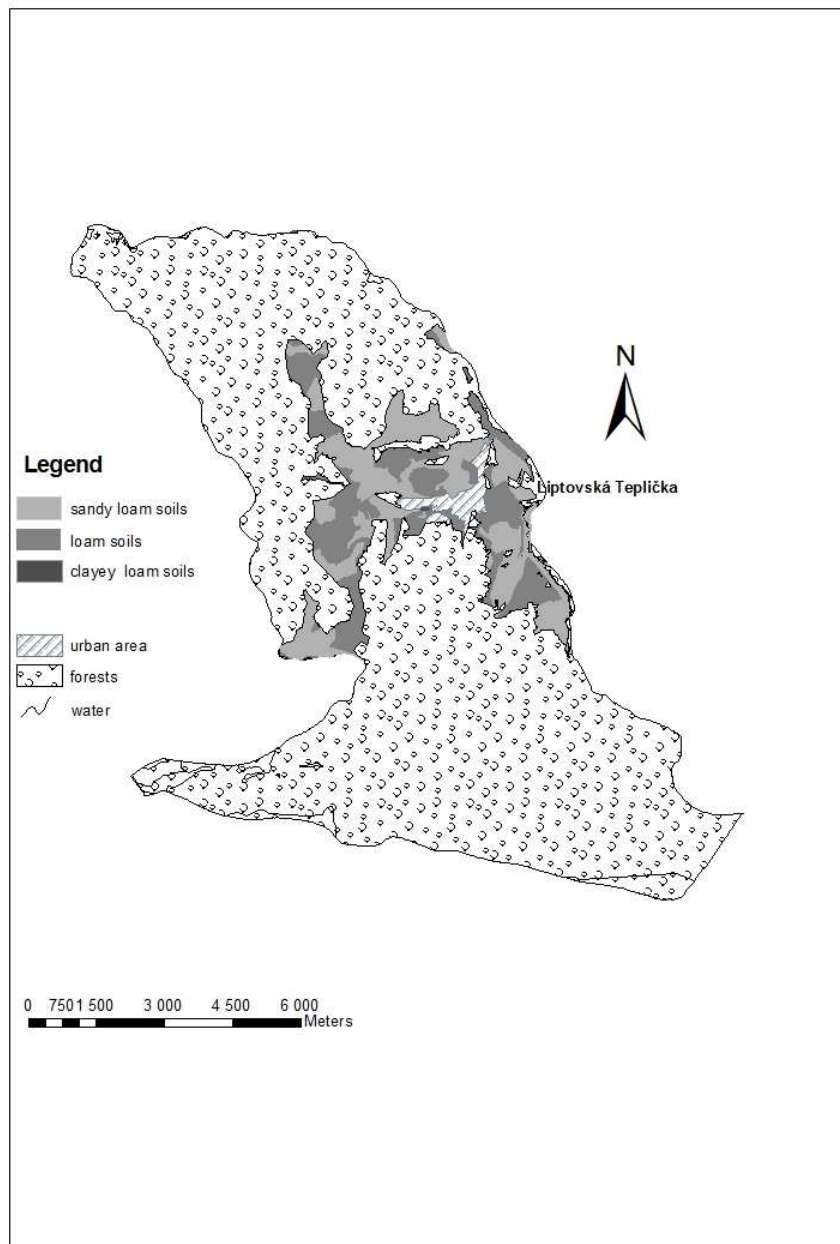 N
Liptovská Teplička
Legend
sandy loam soils
loam soils
clayey loam soils
urban area
forests
water
0 750 1 500 3 000 4 500 6 000
Meters